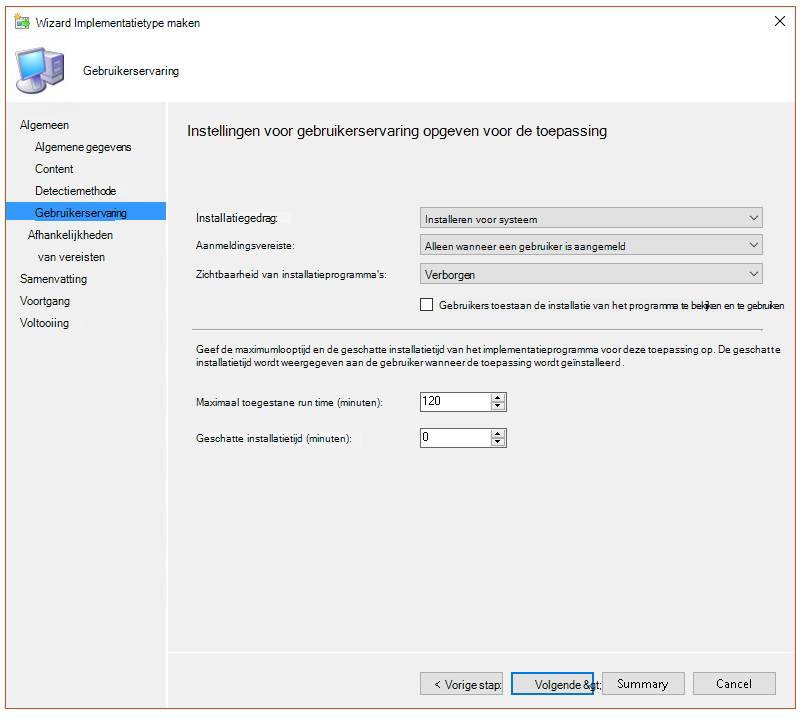 Wizard Implementatietype maken
Gebruikerservaring
Algemeen
Algemene gegevens
Content
Detectiemethode
Gebruikerservaring
Afhankelijkheden
van vereisten
Samenvatting
Voortgang
Voltooiing
Instellingen voor gebruikerservaring opgeven voor de toepassing
Installatiegedrag:
Installeren voor systeem
Aanmeldingsvereiste:
Alleen wanneer een gebruiker is aangemeld
Zichtbaarheid van installatieprogramma's:
Verborgen
Gebruikers toestaan de installatie van het programma te bekijken en te gebruiken
Geef de maximumlooptijd en de geschatte installatietijd van het implementatieprogramma voor deze toepassing op. De geschatte
installatietijd wordt weergegeven aan de gebruiker wanneer de toepassing wordt geïnstalleerd.
Maximaal toegestane run time (minuten):
120
Geschatte installatietijd (minuten):
0
< Vorige stap:
Volgende &gt;
Summary
Cancel